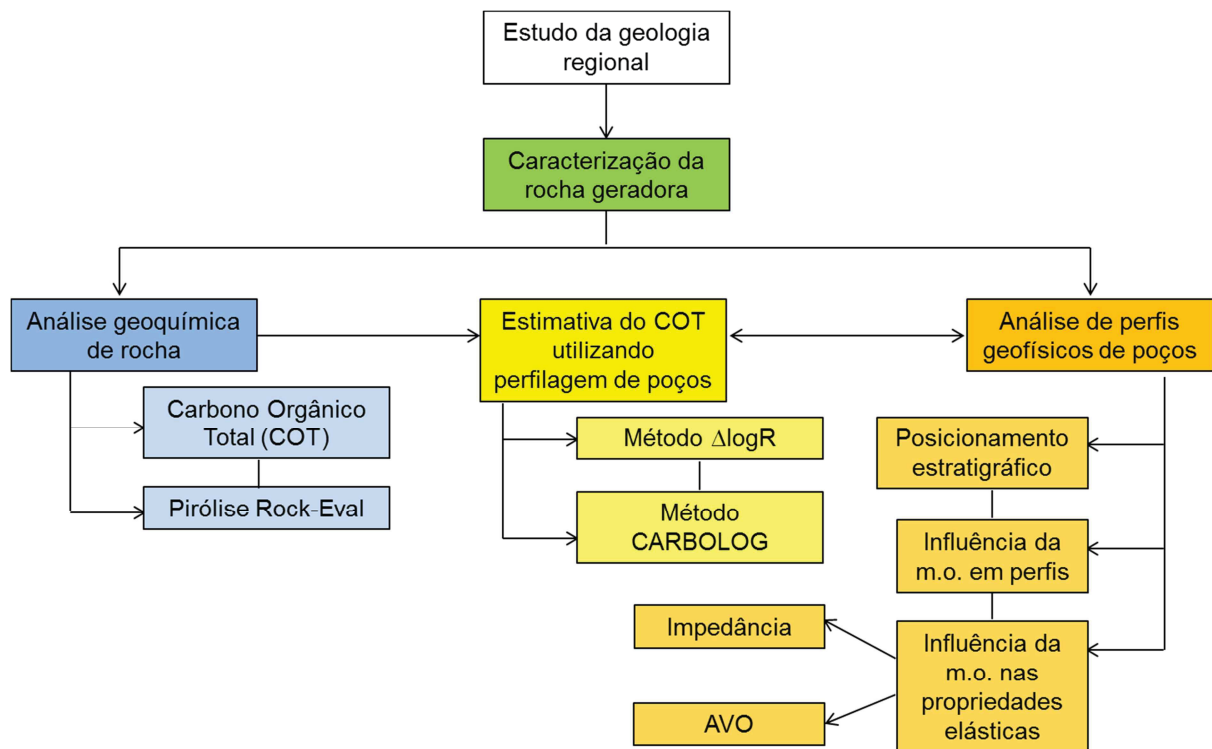 Estudo da geologia
regional
Caracterização da
rocha geradora
Análise geoquímica
de rocha
Estimativa do COT
utilizando
perfilagem de poços
Análise de perfis
geofísicos de poços
Carbono Orgânico
Total (COT)
Pirólise Rock-Eval
Método ΔlogR
Método
CARBOLOG
Posicionamento
estratigráfico
Influência da
m.o. em perfis
Influência da
m.o. nas
propriedades
elásticas
Impedância
AVO